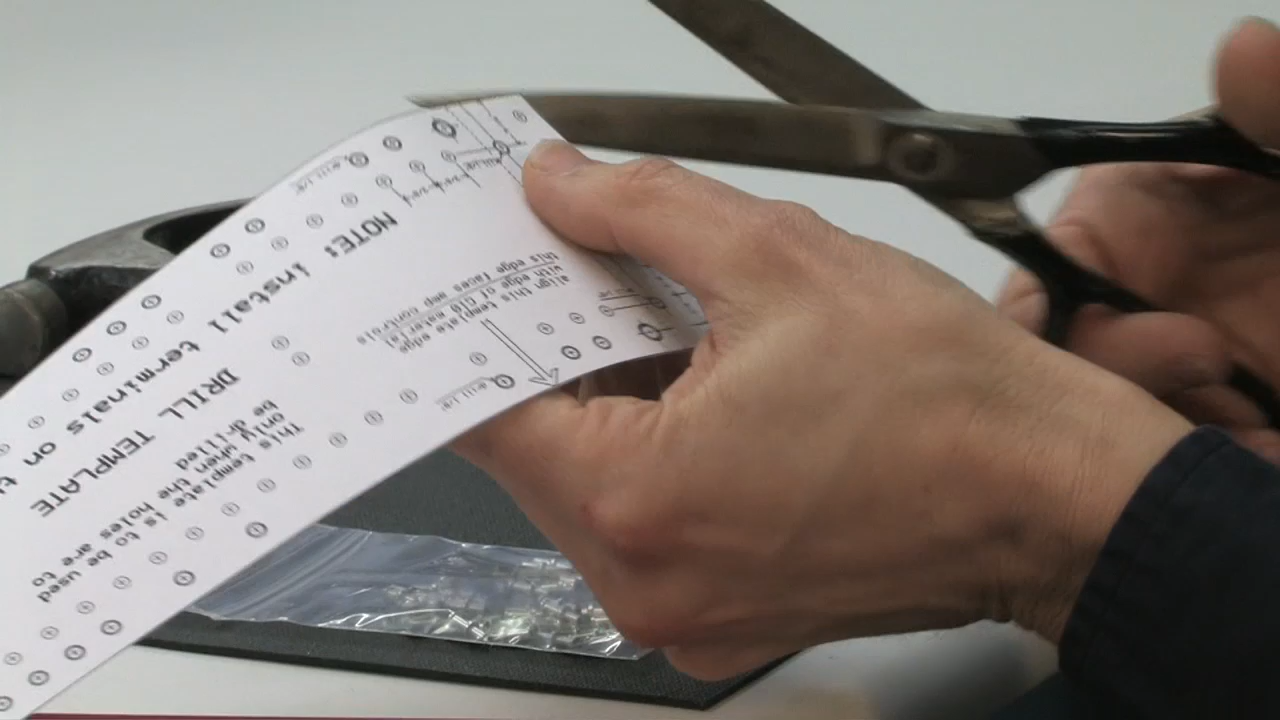 NOTE: install terminals on
DRILL TEMPLATE
This template is to be used
only when the holes are to
be drilled
align this template edge
with edge of G10 material
this edge faces amp controls